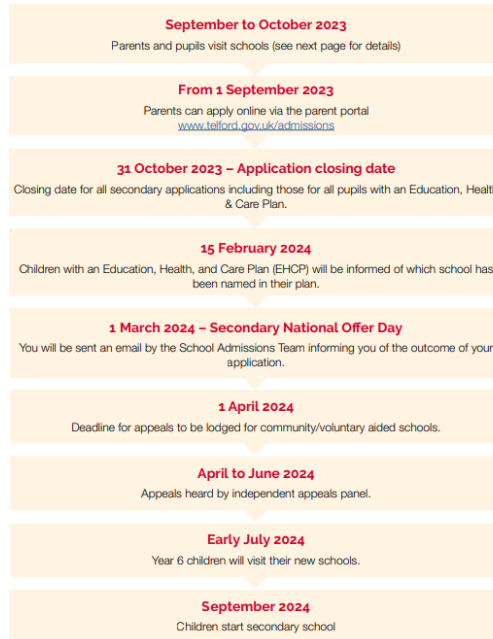 September to October 2023
Parents and pupils visit schools (see next page for details)
From 1 September 2023
Parents can apply online via the parent portal
www.telford.gov.uk/admissions
31 October 2023 – Application closing date
Closing date for all secondary applications including those for all pupils with an Education, Healt
& Care Plan.
15 February 2024
Children with an Education, Health, and Care Plan (EHCP) will be informed of which school has
been named in their plan.
1 March 2024 – Secondary National Offer Day
You will be sent an email by the School Admissions Team informing you of the outcome of your
application.
1 April 2024
Deadline for appeals to be lodged for community/voluntary aided schools.
April to June 2024
Appeals heard by independent appeals panel.
Early July 2024
Year 6 children will visit their new schools.
September 2024
Children start secondary school